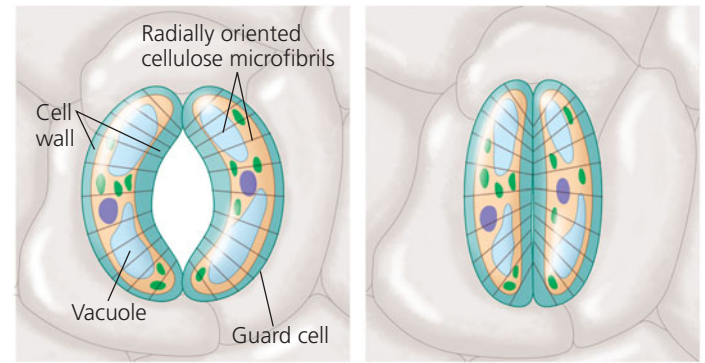 Radially oriented
cellulose microfibrils
Cell
wall
Vacuole
Guard cell